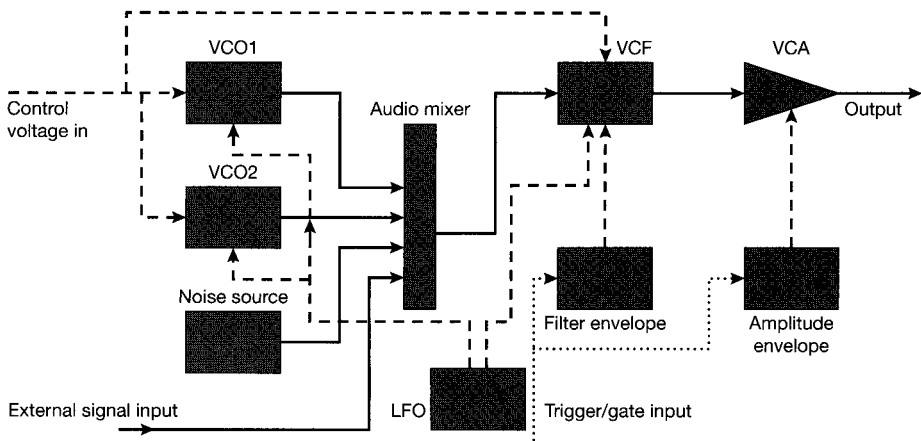 VCO1
VCF
VCA
Control
voltage in
Audio mixer
Output
VCO2
Noise source
Filter envelope
Amplitude
envelope
External signal input
LFO
Trigger/gate input